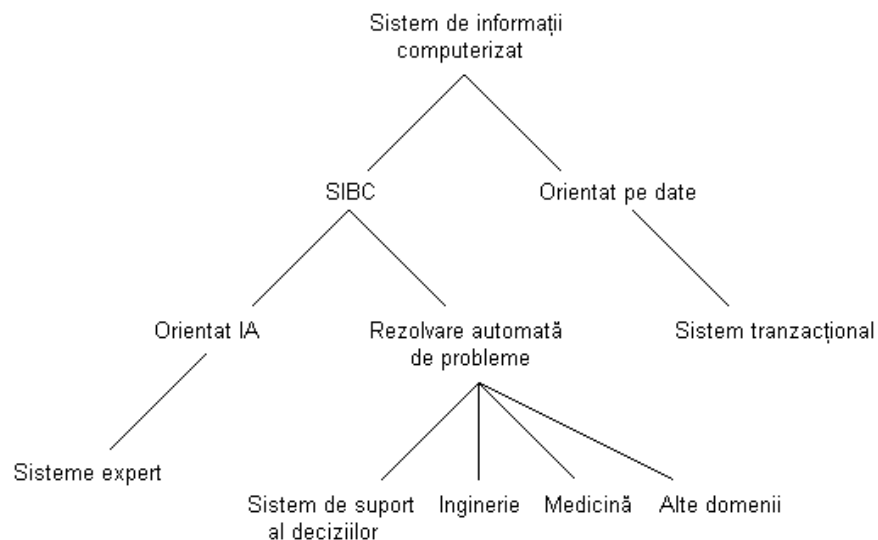 Sistem de informații
computerizat
SIBC
Orientat pe date
Orientat IA
Rezolvare automată
de probleme
Sistem tranzacțional
Sisteme expert
Sistem de suport
al deciziilor
Inginerie
Medicină
Alte domenii